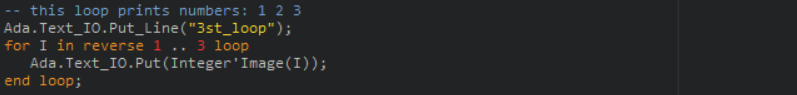 -- this loop prints numbers: 1 2 3
Ada.Text_IO.Put_Line("3st_loop");
for I in reverse 1 .. 3 loop
   Ada.Text_IO.Put(Integer'Image(I));
end loop;